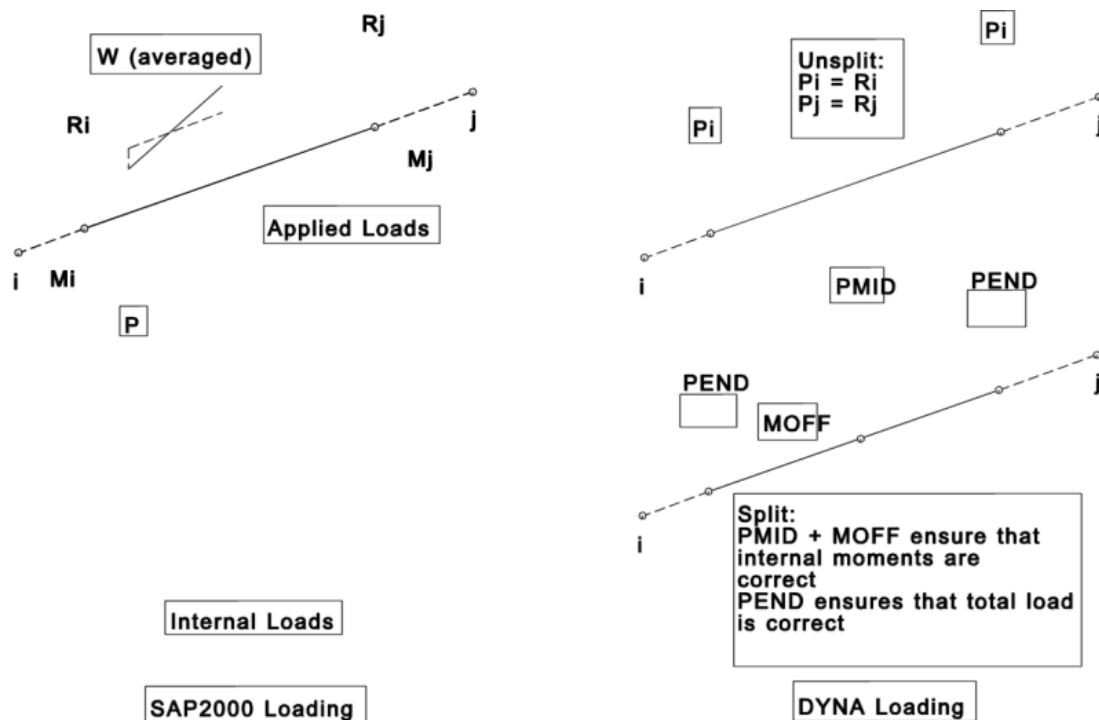 Rj
W (averaged)
Ri
j
Mj
Applied Loads
i
Mi
P
Internal Loads
SAP2000 Loading
Pi
Unsplit:
Pi = Ri
Pj = Rj
Pi
j
i
PMID
PEND
j
PEND
MOFF
i
Split:
PMID + MOFF ensure that
internal moments are
correct
PEND ensures that total load
is correct
DYNA Loading